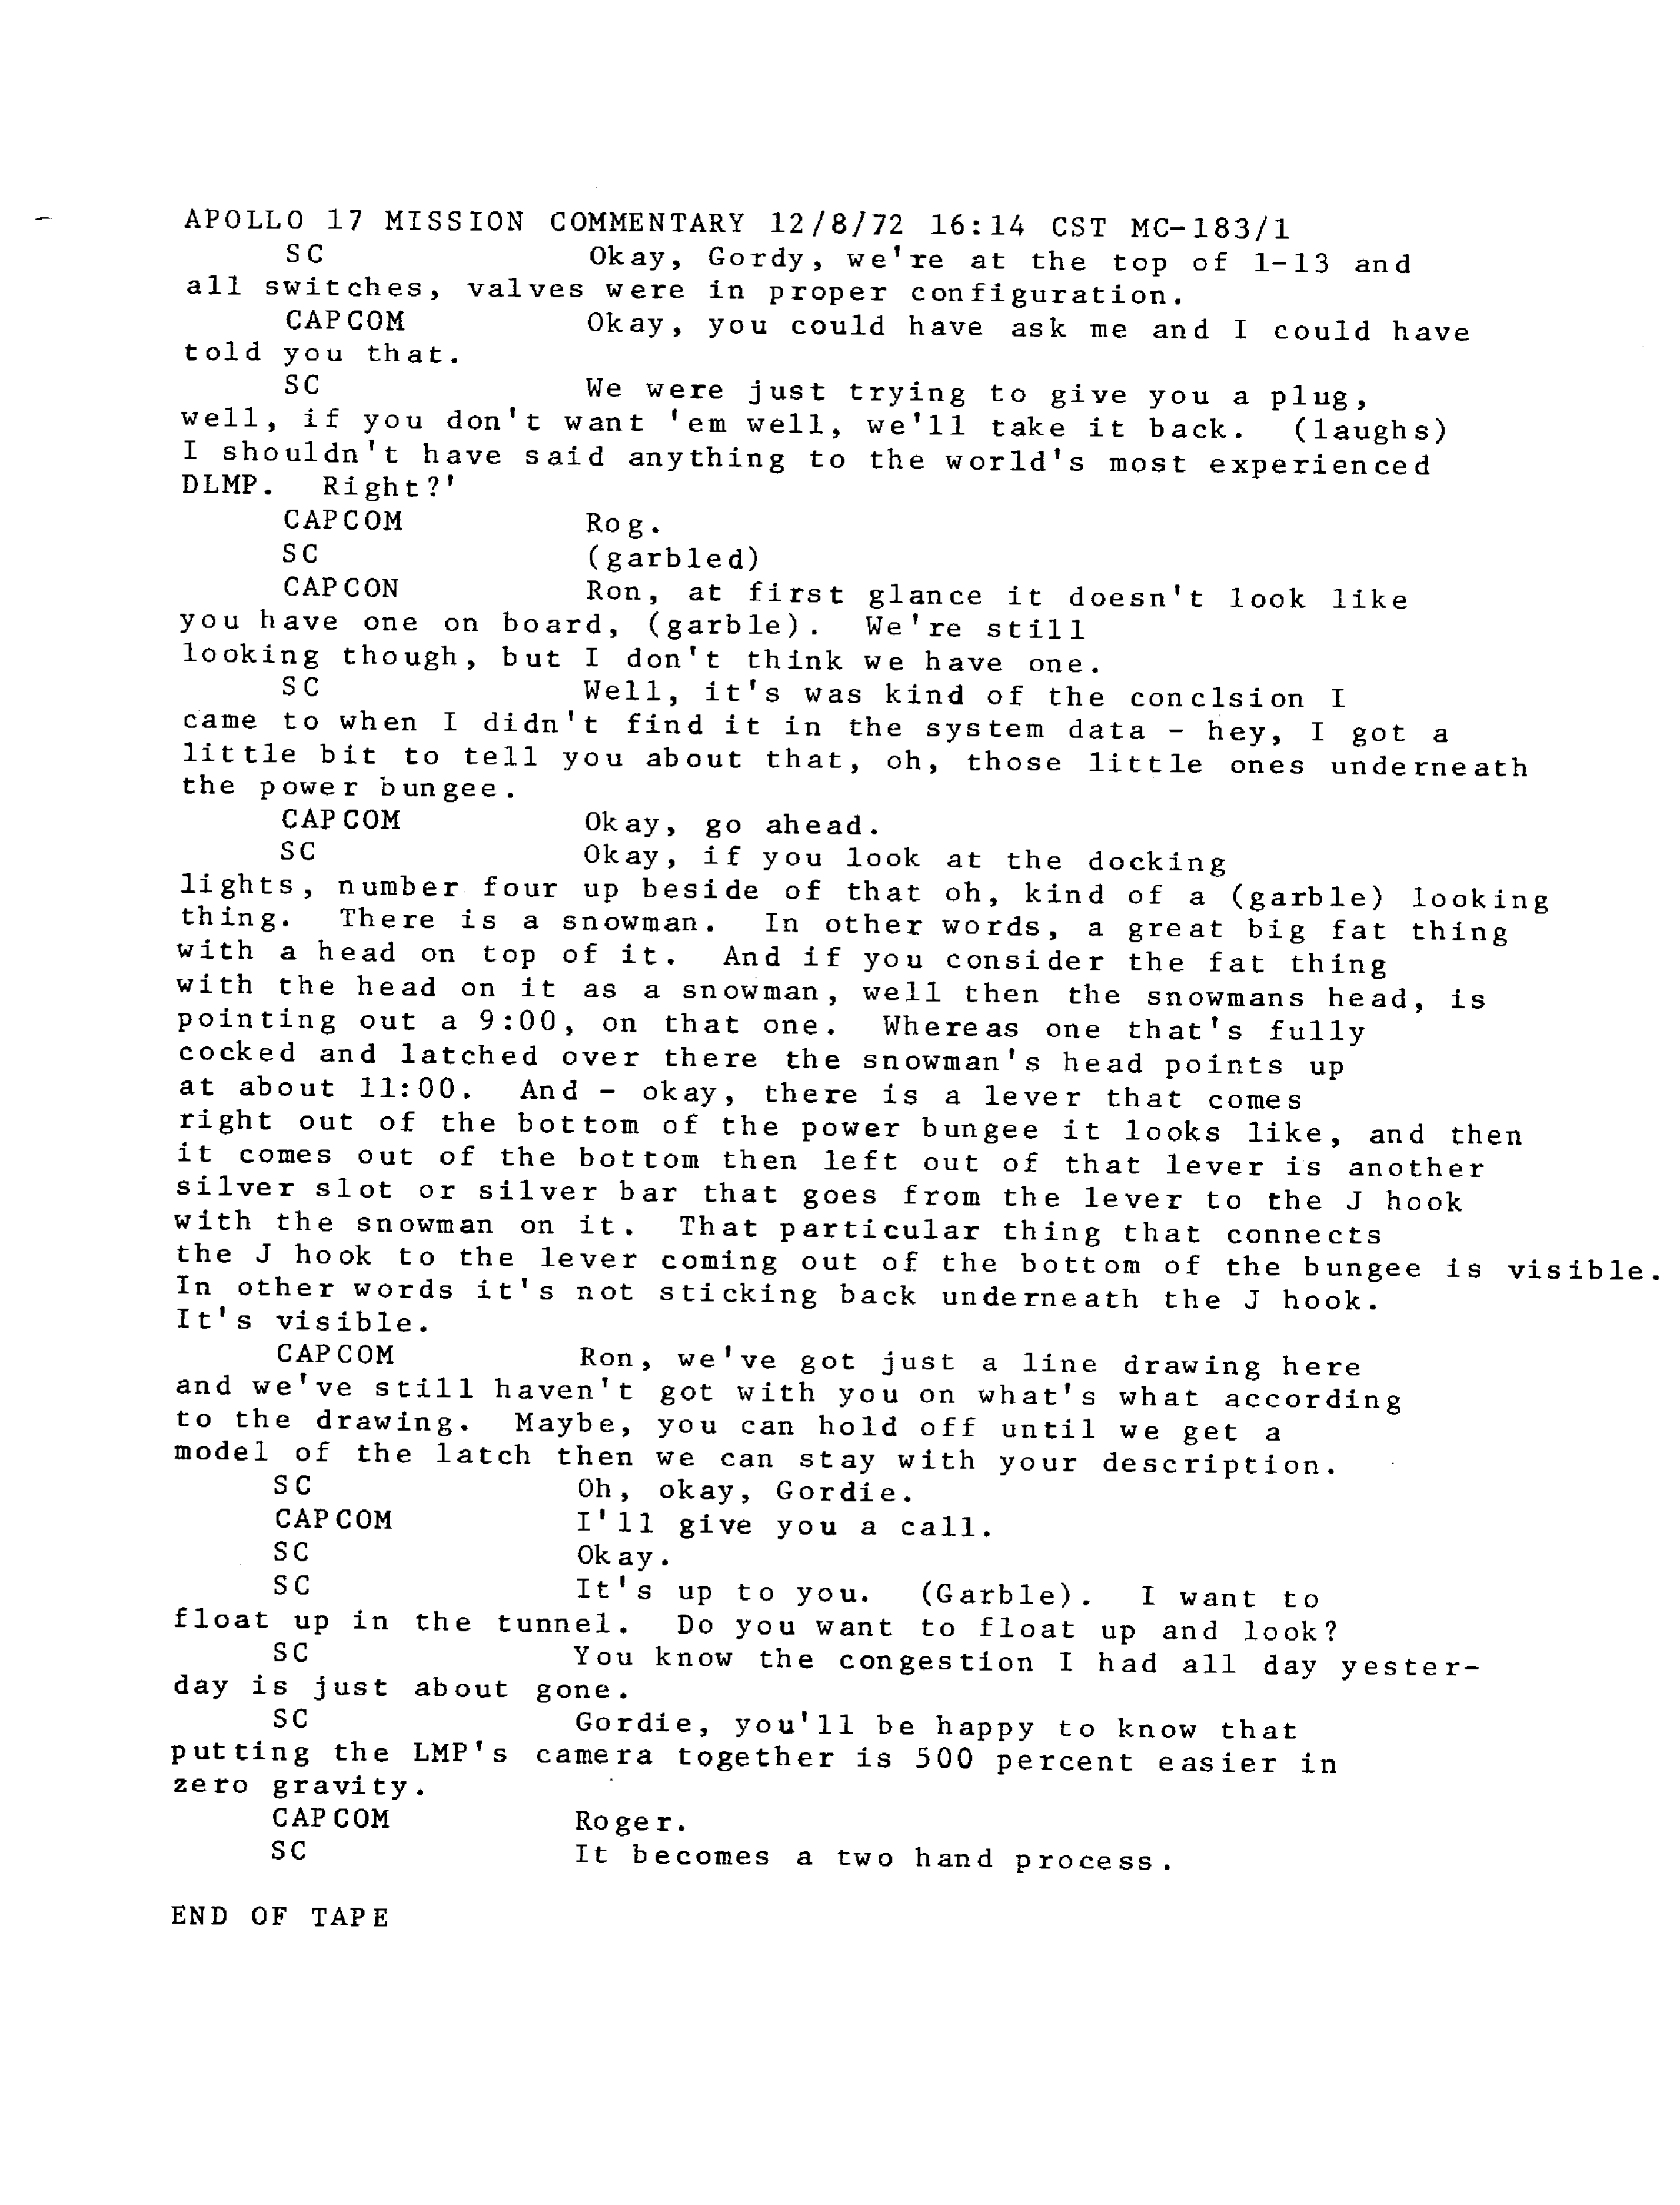 APOLLO 17 MISSION COMMENTARY 12/8/72 16:14 CST MC-183/1
SC Okay, Gordy, we're at the top of 1-13 and
all switches, valves were in proper configuration.
CAPCOM Okay, you could have ask me and I could have
told you that.
SC We were just trying to give you a plug,
well, if you don't want 'em well, we'll take it back. (laughs)
I shouldn't have said anything to the world's most experienced
DLMP. Right?'
CAPCOM Rog.
SC (garbled)
CAPCON Ron, at first glance it doesn't look like
you have one on board, (garble). We're still
looking though, but I don't think we have one.
SC Well, it's was kind of the conclsion I
came to when I didn't find it in the system data - hey, I got a
little bit to tell you about that, oh, those little ones underneath
the power bungee.
CAPCOM Okay, go ahead.
SC Okay, if you look at the docking
lights, number four up beside of that oh, kind of a (garble) looking
thing. There is a snowman. In other words, a great big fat thing
with a head on top of it. And if you consider the fat thing
with the head on it as a snowman, well then the snowmans head, is
pointing out a 9:00, on that one. Whereas one that's fully
cocked and latched over there the snowman's head points up
at about 11:00. And - okay, there is a lever that comes
right out of the bottom of the power bungee it looks like, and then
it comes out of the bottom then left out of that lever is another
silver slot or silver bar that goes from the lever to the J hook
with the snowman on it. That particular thing that connects
the J hook to the lever coming out of the bottom of the bungee is visible.
In other words it's not sticking back underneath the J hook.
It's visible.
CAPCOM Ron, we've got just a line drawing here
and we've still haven't got with you on what's what according
to the drawing. Maybe, you can hold off until we get a
model of the latch then we can stay with your description.
SC Oh, okay, Gordie.
CAPCOM I'll give you a call.
SC Okay.
SC It's up to you. (Garble). I want to
float up in the tunnel. Do you want to float up and look?
SC You know the congestion I had all day yester-
day is just about gone.
SC Gordie, you'll be happy to know that
putting the LMP's camera together is 500 percent easier in
zero gravity.
CAPCOM Roger.
SC It becomes a two hand process.
END OF TAPE